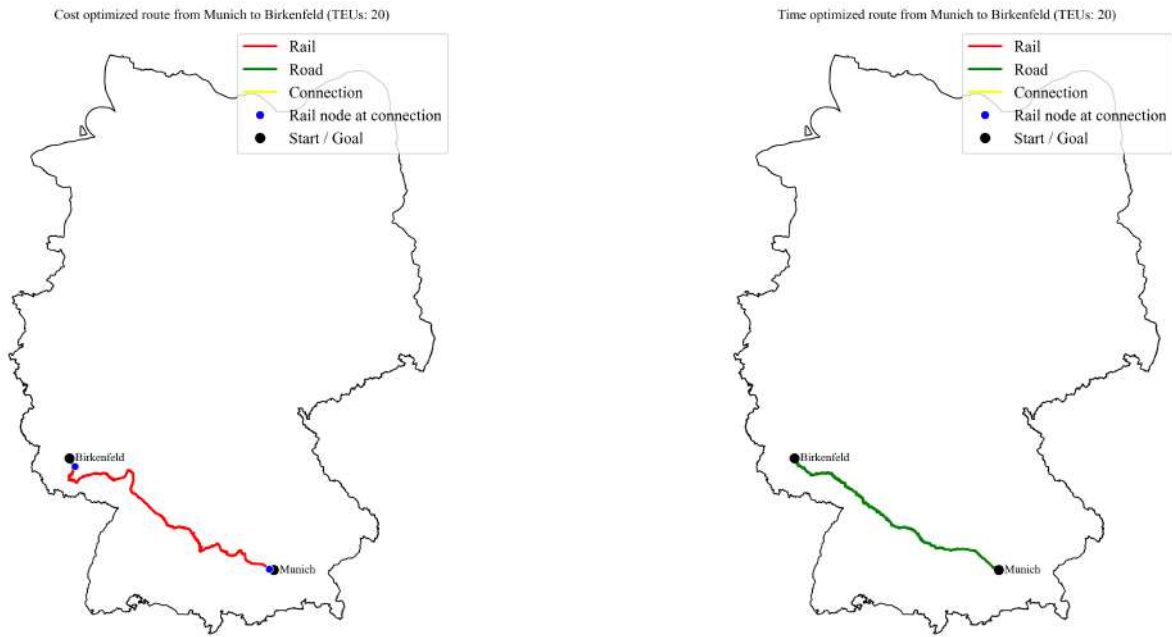 Cost optimized route from Munich to Birkenfeld (TEUs: 20)
Rail
Road
Connection
Rail node at connection
Start / Goal
Birkenfeld
Munich
Time optimized route from Munich to Birkenfeld (TEUs: 20)
Rail
Road
Connection
Rail node at connection
Start / Goal
Birkenfeld
Munich